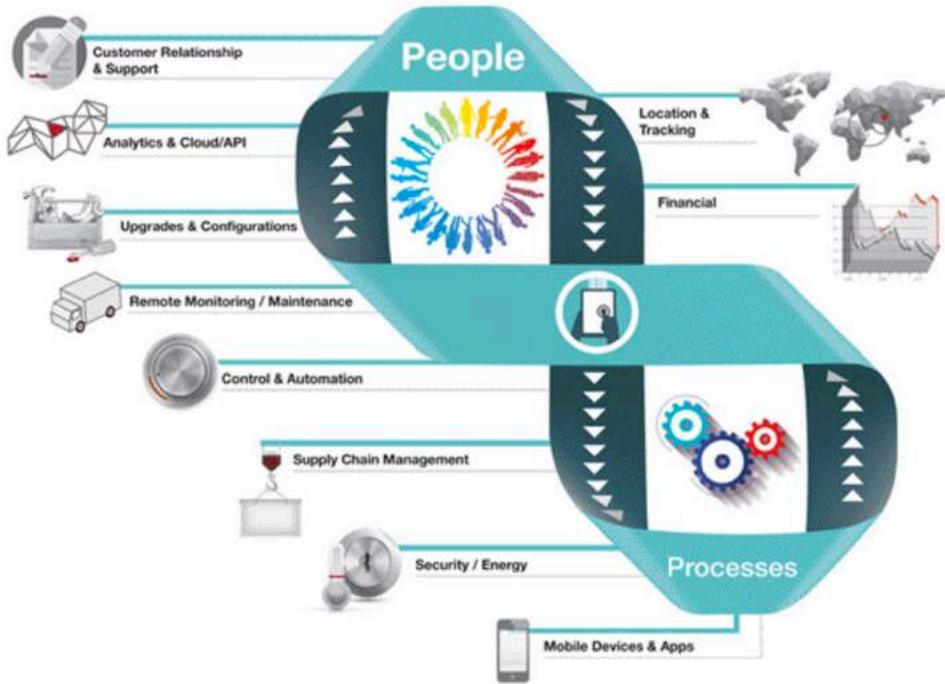 People
Customer Relationship
& Support
Location &
Tracking
Analytics & Cloud/API
Financial
Upgrades & Configurations
Remote Monitoring / Maintenance
Control & Automation
Supply Chain Management
Security / Energy
Processes
Mobile Devices & Apps